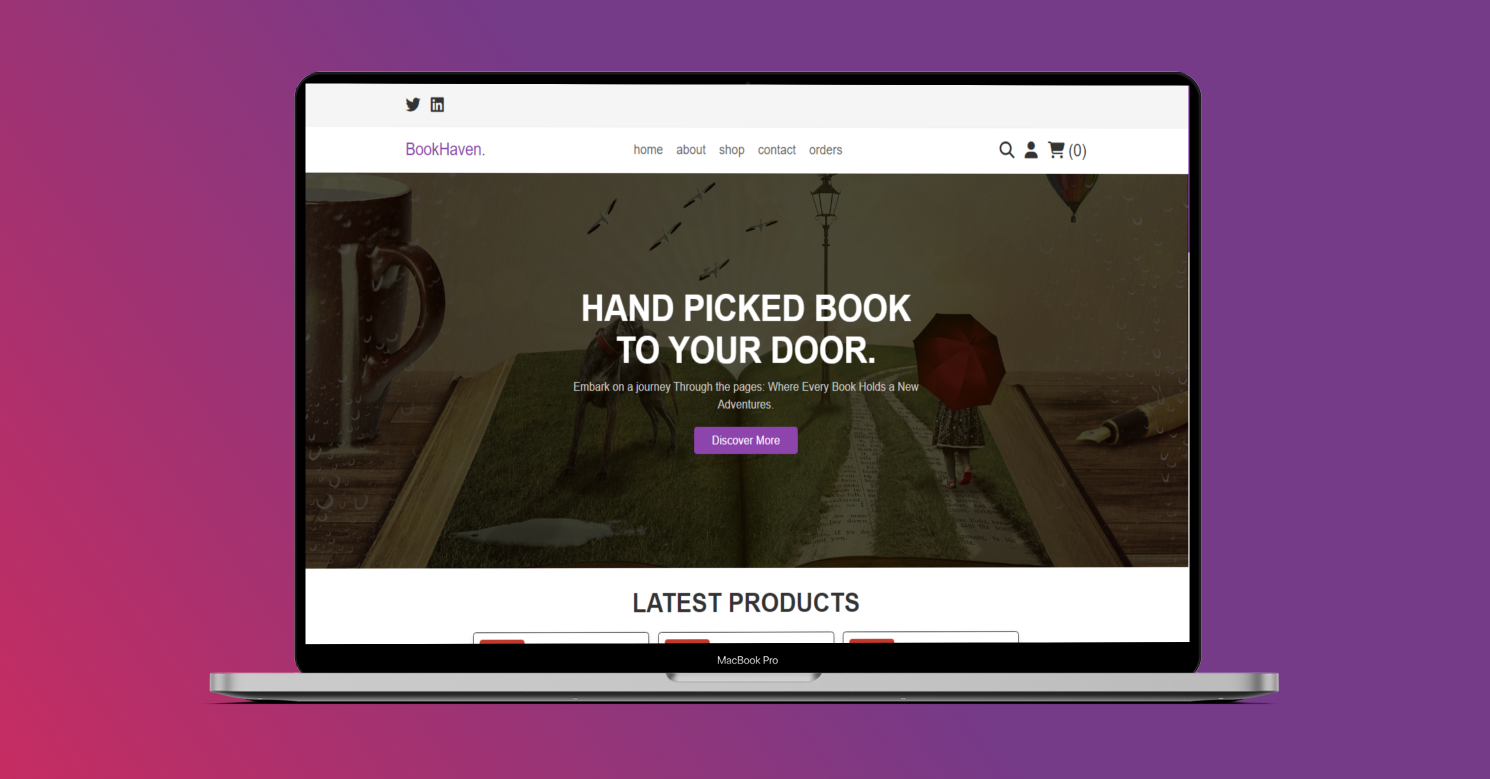 BookHaven.
home about shop contact orders
(0)
HAND PICKED BOOK
TO YOUR DOOR.
Embark on a journey Through the pages: Where Every Book Holds a New
Adventures.
Discover More
LATEST PRODUCTS
MacBook Pro